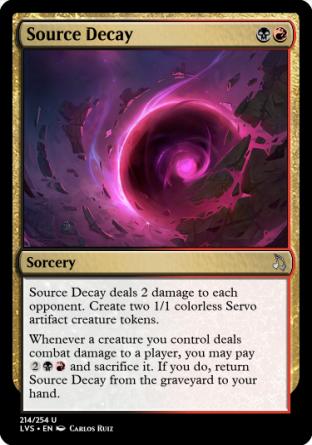 Source Decay
Sorcery
Source Decay deals 2 damage to each
opponent. Create two 1/1 colorless Servo
artifact creature tokens.
Whenever a creature you control deals
combat damage to a player, you may pay
2 and sacrifice it. If you do, return
Source Decay from the graveyard to your
hand.
214/254 U
LVS • EN Carlos Ruiz